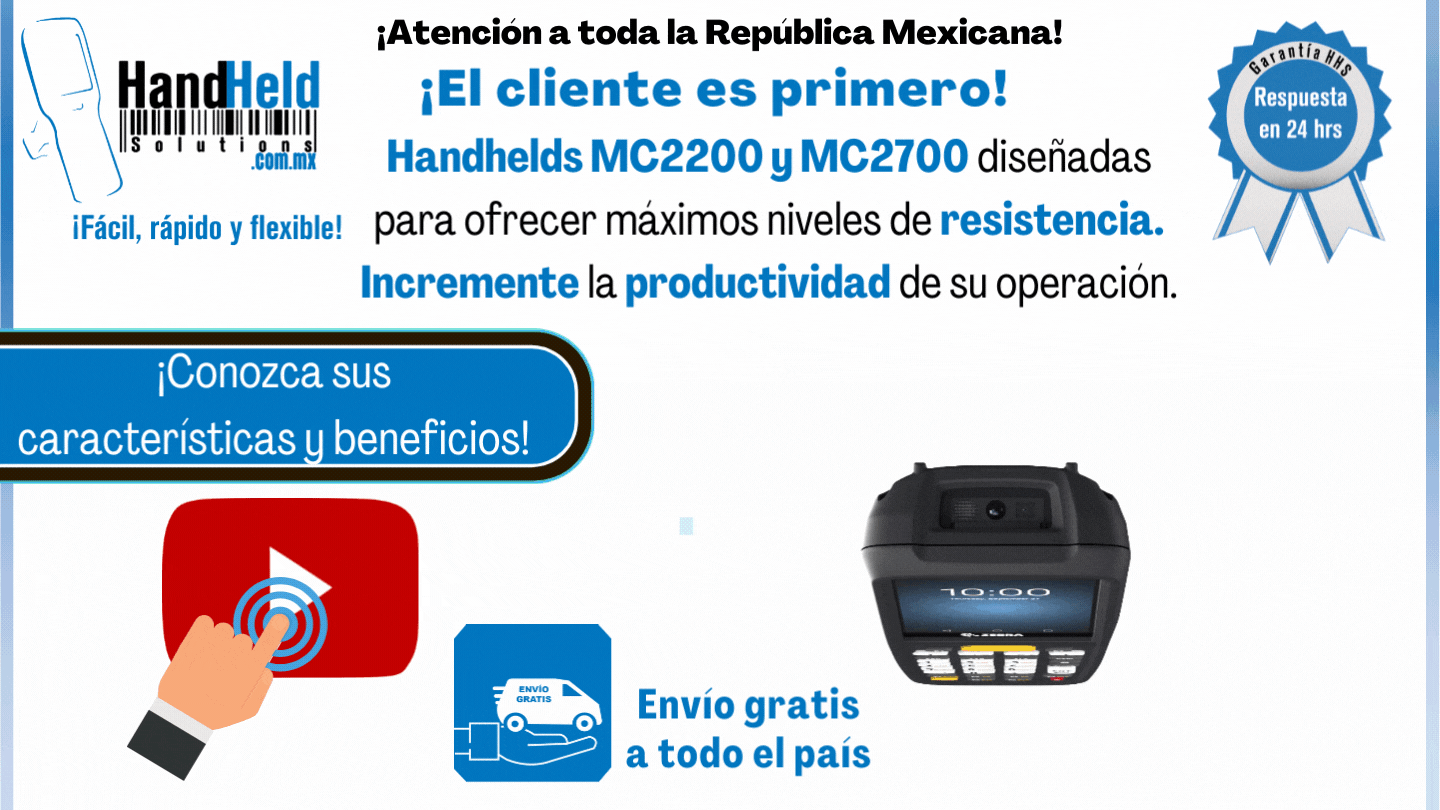 ¡Atención a toda la República Mexicana!
HandHeld
Solutions
.com.mx
¡Fácil, rápido y flexible!
¡El cliente es primero!
Handhelds MC2200 y MC2700 diseñadas
para ofrecer máximos niveles de resistencia.
Incremente la productividad de su operación.
Garantía HHS
Respuesta
en 24 hrs
¡Conozca sus
características y beneficios!
10:00
ZEBRA
ENVÍO
GRATIS
Envío gratis
a todo el país